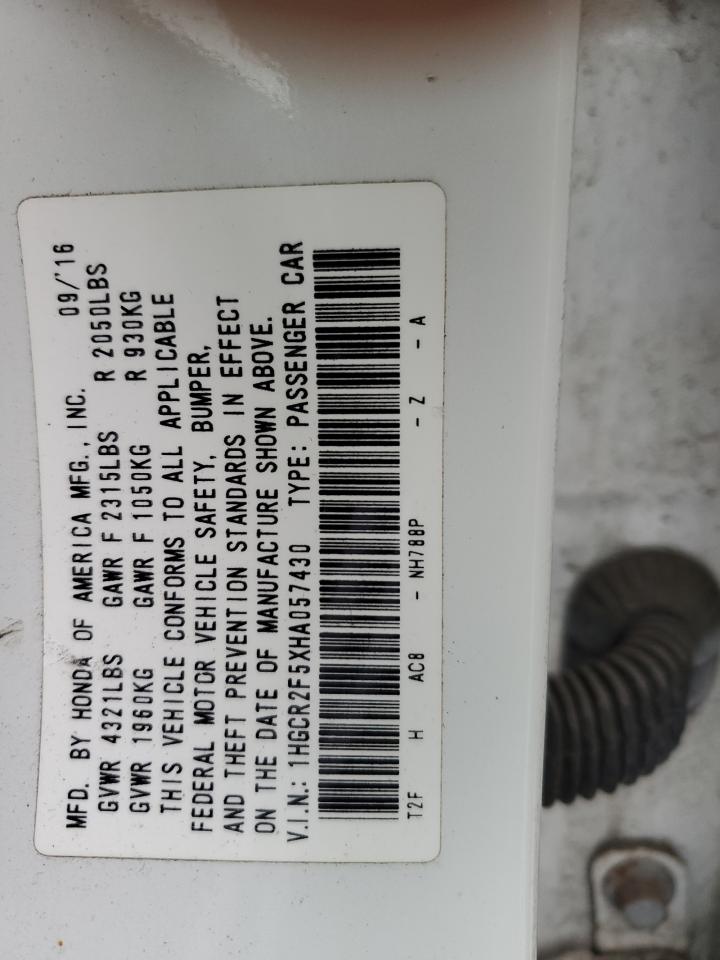 MFD. BY HONDA OF AMERICA MFG., INC. 09/'16
GVWR 4321LBS GAWR F 2315LBS R 2050LBS
GVWR 1960KG GAWR F 1050KG R 930KG
THIS VEHICLE CONFORMS TO ALL APPLICABLE
FEDERAL MOTOR VEHICLE SAFETY, BUMPER,
AND THEFT PREVENTION STANDARDS IN EFFECT
ON THE DATE OF MANUFACTURE SHOWN ABOVE.
V.I.N.: 1HGCR2F5XHA057430 TYPE: PASSENGER CAR
T2F H AC8 - NH788P - Z - A